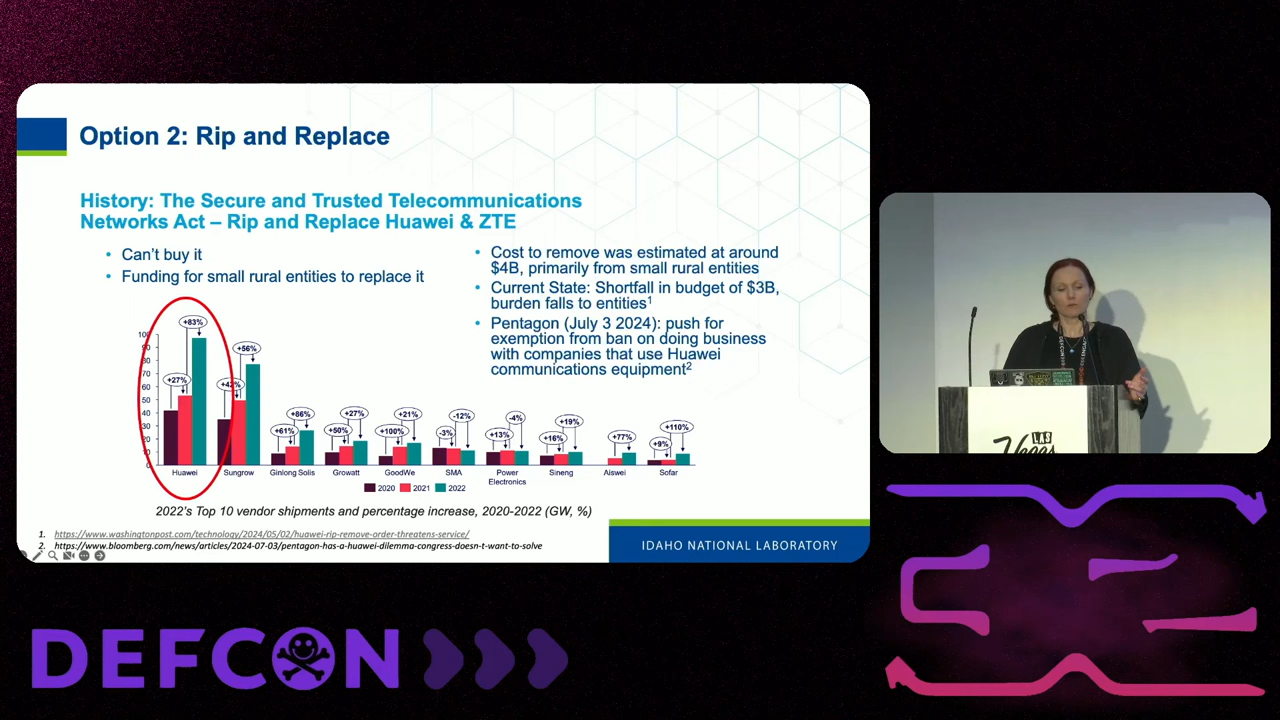 Option 2: Rip and Replace
History: The Secure and Trusted Telecommunications
Networks Act – Rip and Replace Huawei & ZTE
• Can't buy it
• Funding for small rural entities to replace it
• Cost to remove was estimated at around
$4B, primarily from small rural entities
• Current State: Shortfall in budget of $3B,
burden falls to entities1
• Pentagon (July 3 2024): push for
exemption from ban on doing business
with companies that use Huawei
communications equipment2
+83%
+27%
+56%
+42%
+86%
+61%
+27%
+50%
+21%
+100%
-12%
-3%
-4%
+13%
+19%
+16%
+77%
+110%
+9%
60
50
40
30
20
Huawei
Sungrow
Ginlong Solis
Growatt
GoodWe
SMA
Power
Electronics
Sineng
Aiswei
Sofar
2020 2021 2022
2022's Top 10 vendor shipments and percentage increase, 2020-2022 (GW, %)
1. https://www.washingtonpost.com/technology/2024/05/02/huawei-rip-remove-order-threatens-service/
2. https://www.bloomberg.com/news/articles/2024-07-03/pentagon-has-a-huawei-dilemma-congress-doesn-t-want-to-solve
IDAHO NATIONAL LABORATORY
DEFCON
LAS
Vegas
DEFCON